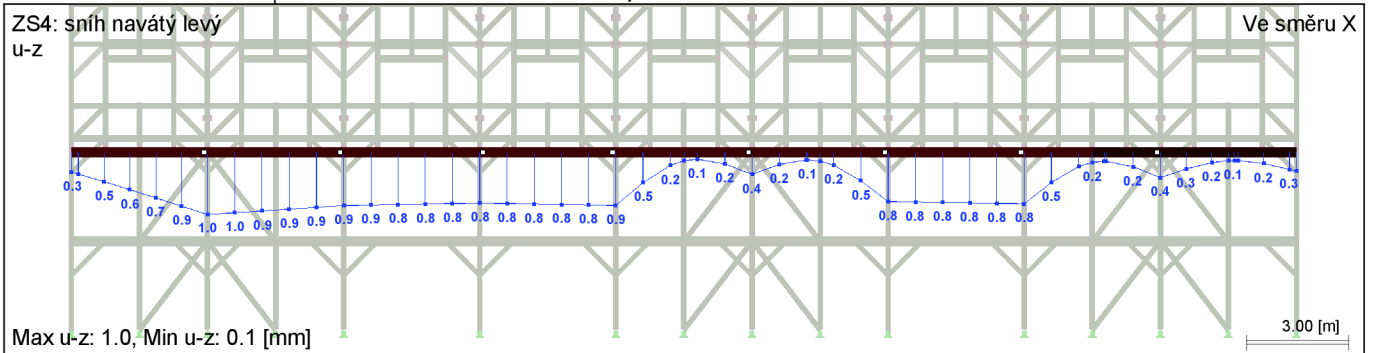 ZS4: sníh navátý levý
Ve směru X
u-z
0.3 0.5 0.6 0.7 0.9 1.0 1.0 0.9 0.9 0.9 0.9 0.8 0.8 0.8 0.8 0.8 0.8 0.8 0.8 0.9 0.5 0.2 0.1 0.2 0.4 0.2 0.1 0.2 0.5 0.8 0.8 0.8 0.8 0.8 0.8 0.5 0.2 0.2 0.4 0.3 0.2 0.1 0.2 0.3
Max u-z: 1.0, Min u-z: 0.1 [mm]
3.00 [m]